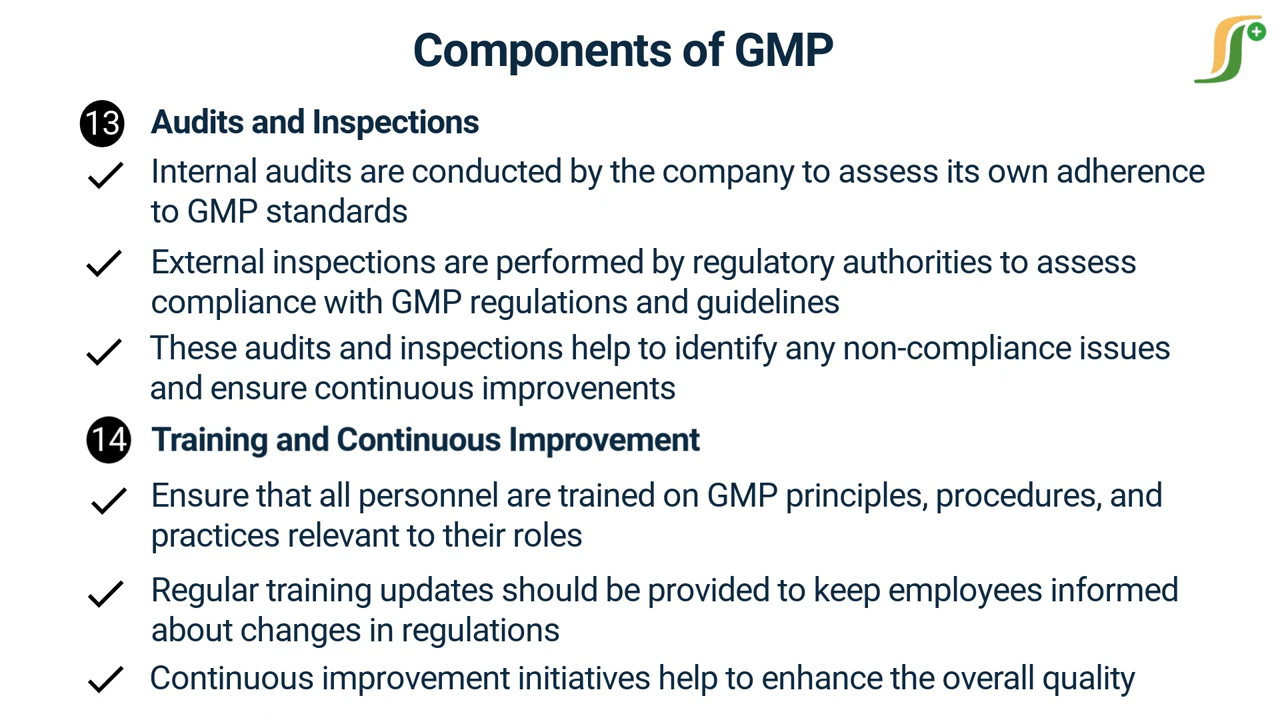 Components of GMP
13 Audits and Inspections
Internal audits are conducted by the company to assess its own adherence
to GMP standards
External inspections are performed by regulatory authorities to assess
compliance with GMP regulations and guidelines
These audits and inspections help to identify any non-compliance issues
and ensure continuous improvenents
14 Training and Continuous Improvement
Ensure that all personnel are trained on GMP principles, procedures, and
practices relevant to their roles
Regular training updates should be provided to keep employees informed
about changes in regulations
Continuous improvement initiatives help to enhance the overall quality